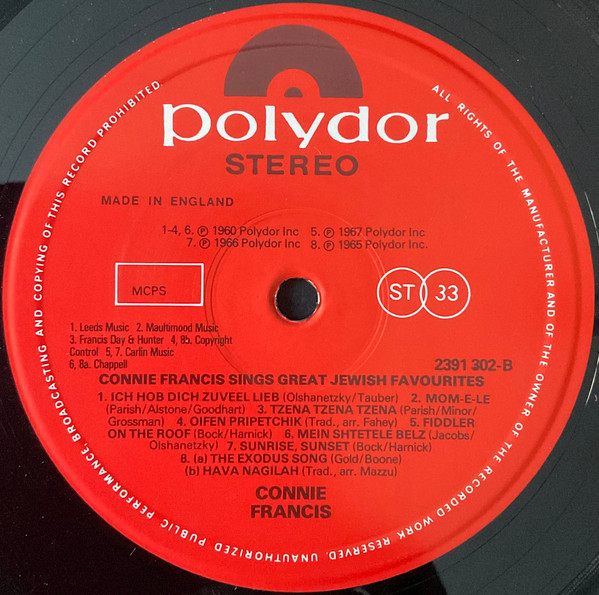 ALL RIGHTS OF THE MANUFACTURER AND OF THE OWNER OF THE RECORDED WORK RESERVED. UNAUTHORIZED PUBLIC PERFORMANCE, BROADCASTING AND COPYING OF THIS RECORD PROHIBITED.
Polydor
STEREO
MADE IN ENGLAND
1-4, 6. ℗ 1960 Polydor Inc 5. ℗ 1967 Polydor Inc
7. ℗ 1966 Polydor Inc 8. ℗ 1965 Polydor Inc.
MCPS
ST 33
1. Leeds Music 2. Maultimood Music
3. Francis Day & Hunter 4, 8b. Copyright
Control 5, 7. Carlin Music
6, 8a. Chappell
2391 302-B
CONNIE FRANCIS SINGS GREAT JEWISH FAVOURITES
1. ICH HOB DICH ZUVEEL LIEB (Olshanetzky/Tauber) 2. MOM-E-LE
(Parish/Alstone/Goodhart) 3. TZENA TZENA TZENA (Parish/Minor/
Grossman) 4. OIFEN PRIPETCHIK (Trad., arr. Fahey) 5. FIDDLER
ON THE ROOF (Bock/Harnick) 6. MEIN SHTETELE BELZ (Jacobs/
Olshanetzky) 7. SUNRISE, SUNSET (Bock/Harnick)
8. (a) THE EXODUS SONG (Gold/Boone)
(b) HAVA NAGILAH (Trad., arr. Mazzu)
CONNIE
FRANCIS